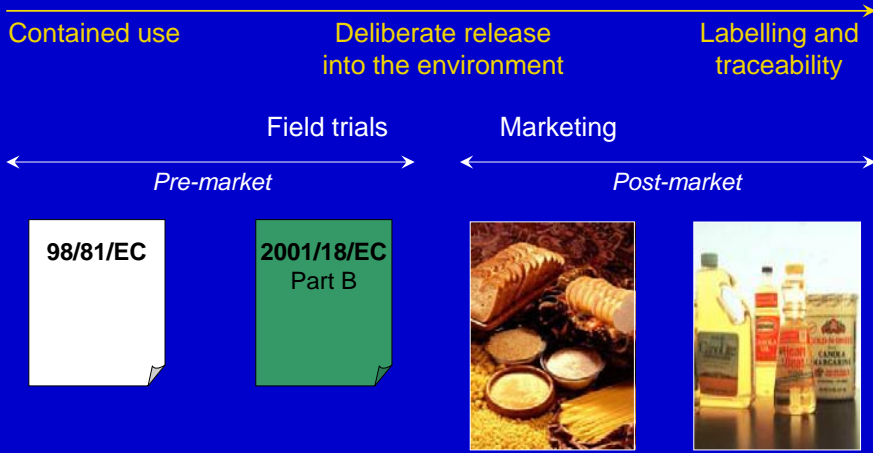 Contained use
Deliberate release
into the environment
Labelling and
traceability
Field trials
Marketing
Pre-market
Post-market
98/81/EC
2001/18/EC
Part B
CANOLA
MARGARINE